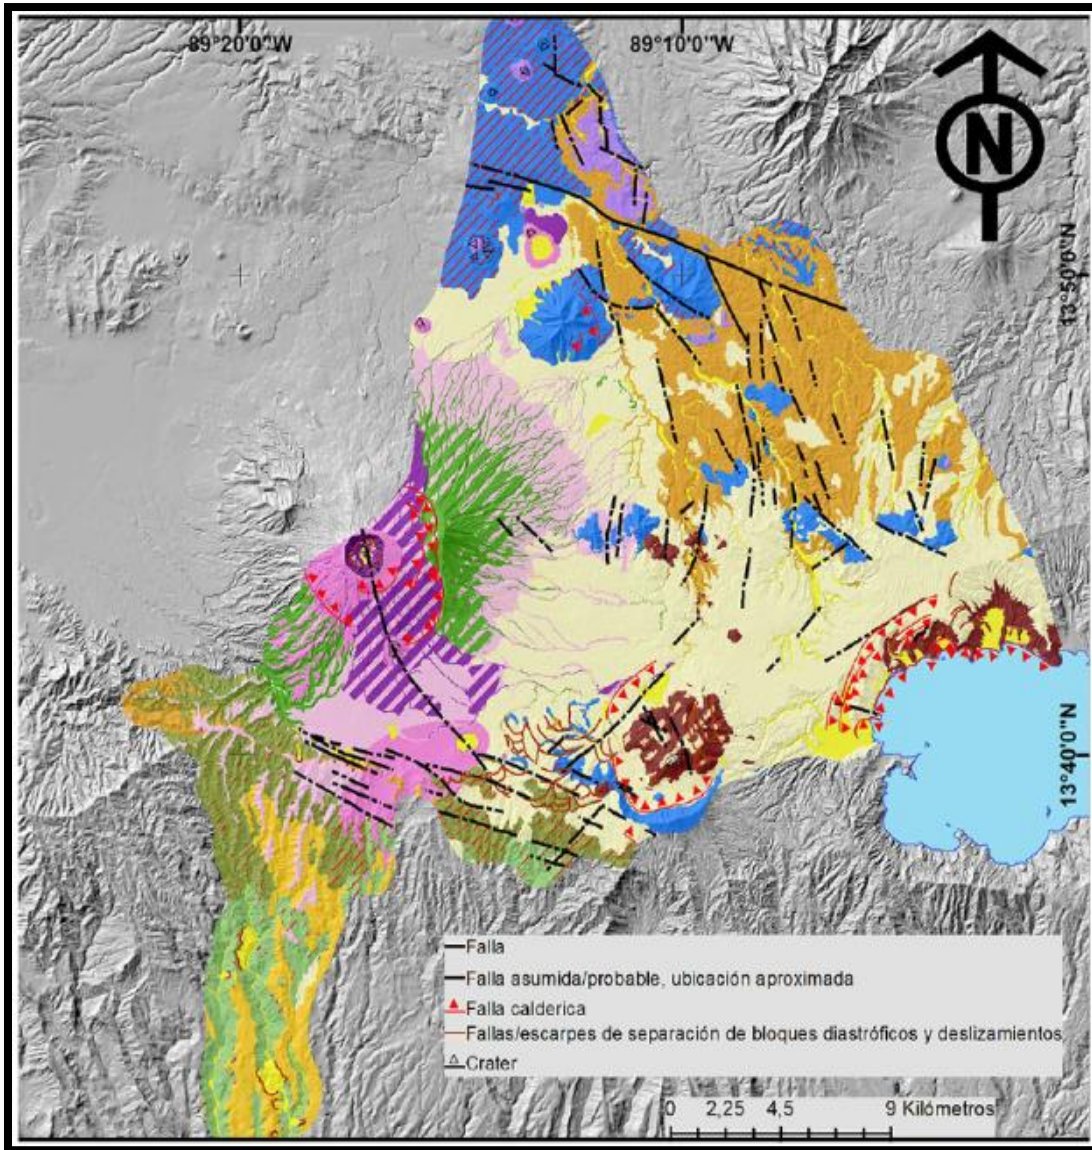 89°20'0"W
89°10'0"W
N
13°50'0"N
13°40'0"N
Falla
Falla asumida/probable, ubicación aproximada
Falla calderica
Fallas/escarpes de separación de bloques diastróficos y deslizamientos
Crater
0 2,25 4,5 9 Kilómetros